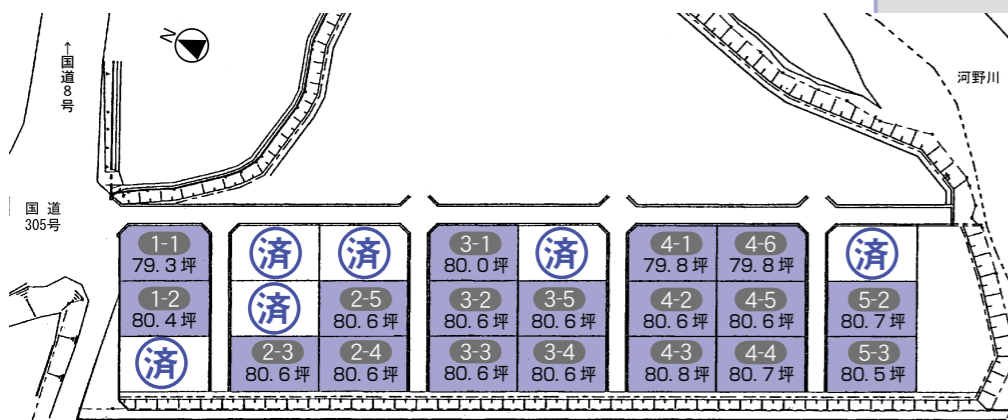 N
↑国道8号
河野川
国道
305号
1-1
79.3坪
済
済
3-1
80.0坪
済
4-1
79.8坪
4-6
79.8坪
済
1-2
80.4坪
済
2-5
80.6坪
3-2
80.6坪
3-5
80.6坪
4-2
80.6坪
4-5
80.6坪
5-2
80.7坪
済
2-3
80.6坪
2-4
80.6坪
3-3
80.6坪
3-4
80.6坪
4-3
80.8坪
4-4
80.7坪
5-3
80.5坪